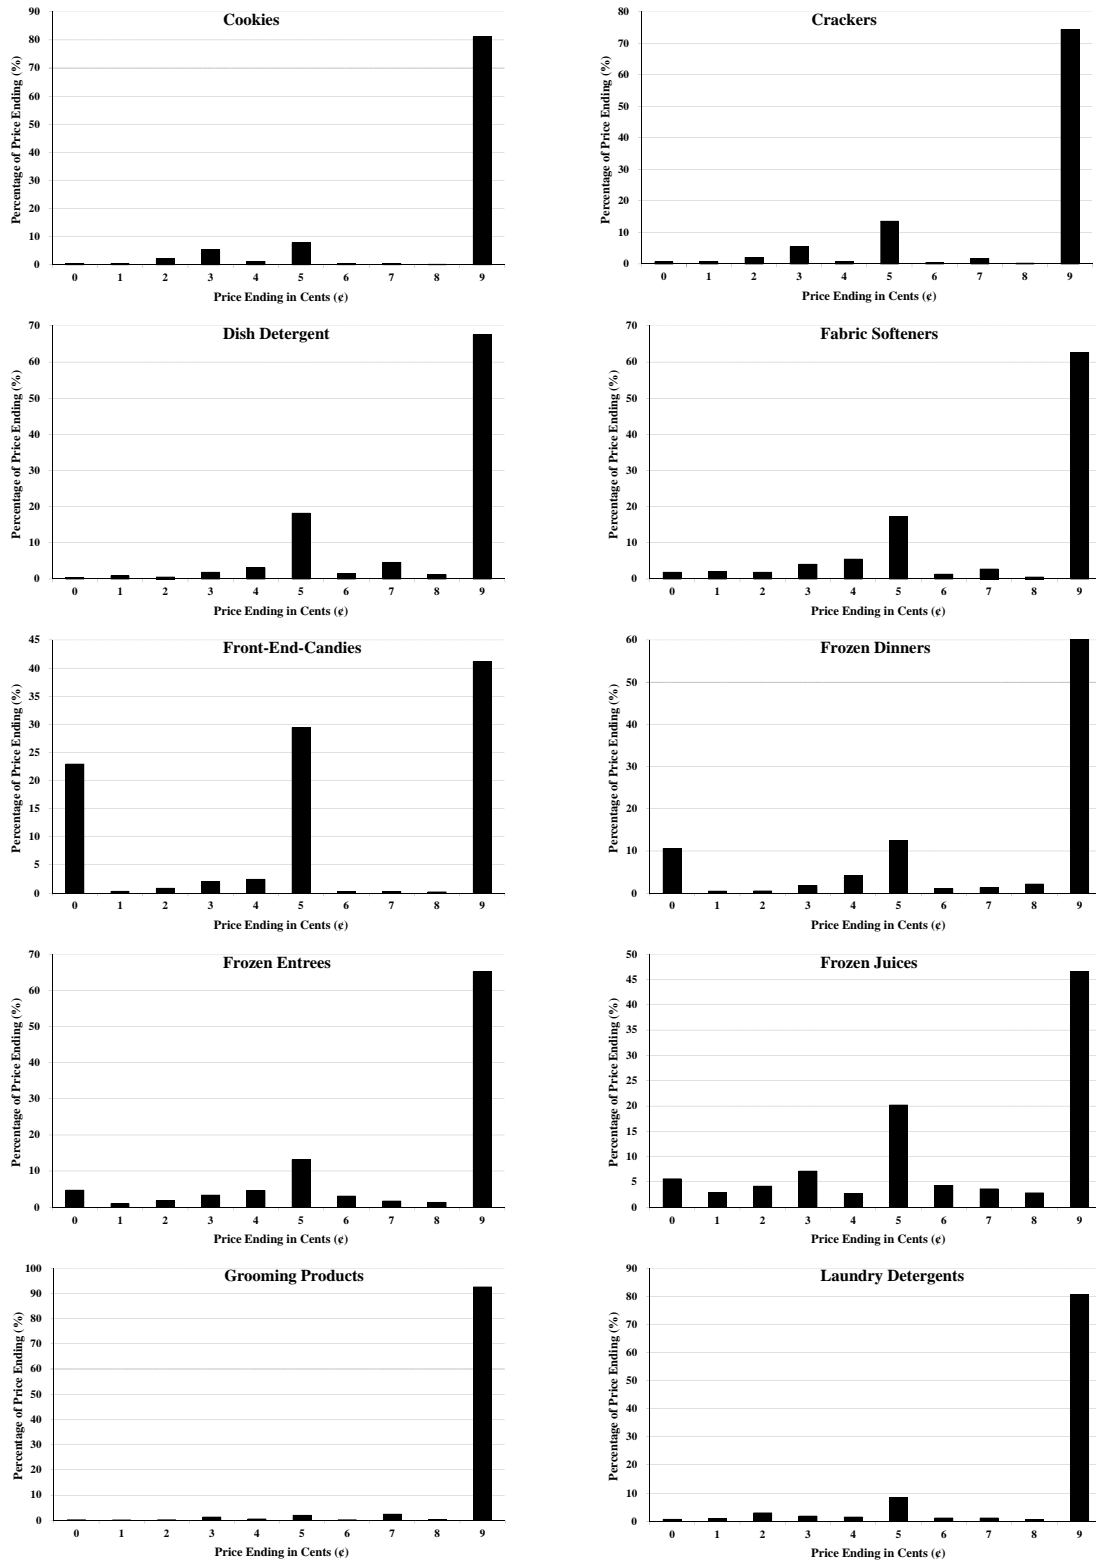 Cookies
Percentage of Price Ending (%)
90
80
70
60
50
40
30
20
10
0
0 1 2 3 4 5 6 7 8 9
Price Ending in Cents (¢)
Crackers
Percentage of Price Ending (%)
80
70
60
50
40
30
20
10
0
0 1 2 3 4 5 6 7 8 9
Price Ending in Cents (¢)
Dish Detergent
Percentage of Price Ending (%)
70
60
50
40
30
20
10
0
0 1 2 3 4 5 6 7 8 9
Price Ending in Cents (¢)
Fabric Softeners
Percentage of Price Ending (%)
70
60
50
40
30
20
10
0
0 1 2 3 4 5 6 7 8 9
Price Ending in Cents (¢)
Front-End-Candies
Percentage of Price Ending (%)
45
40
35
30
25
20
15
10
5
0
0 1 2 3 4 5 6 7 8 9
Price Ending in Cents (¢)
Frozen Dinners
Percentage of Price Ending (%)
60
50
40
30
20
10
0
0 1 2 3 4 5 6 7 8 9
Price Ending in Cents (¢)
Frozen Entrees
Percentage of Price Ending (%)
70
60
50
40
30
20
10
0
0 1 2 3 4 5 6 7 8 9
Price Ending in Cents (¢)
Frozen Juices
Percentage of Price Ending (%)
50
45
40
35
30
25
20
15
10
5
0
0 1 2 3 4 5 6 7 8 9
Price Ending in Cents (¢)
Grooming Products
Percentage of Price Ending (%)
100
90
80
70
60
50
40
30
20
10
0
0 1 2 3 4 5 6 7 8 9
Price Ending in Cents (¢)
Laundry Detergents
Percentage of Price Ending (%)
90
80
70
60
50
40
30
20
10
0
0 1 2 3 4 5 6 7 8 9
Price Ending in Cents (¢)